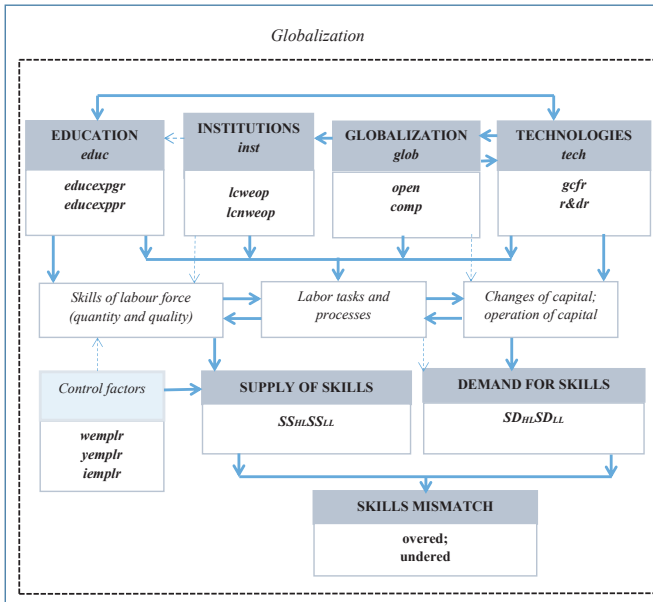 Globalization
EDUCATION
educ
educexpgr
educexppr
INSTITUTIONS
inst
lcweop
lcnweop
GLOBALIZATION
glob
open
comp
TECHNOLOGIES
tech
gcfr
r&dr
Skills of labour force
(quantity and quality)
Labor tasks and
processes
Changes of capital;
operation of capital
Control factors
wemplr
yemplr
iemplr
SUPPLY OF SKILLS
SSHLSSLL
DEMAND FOR SKILLS
SDHLSDLL
SKILLS MISMATCH
overed;
undered